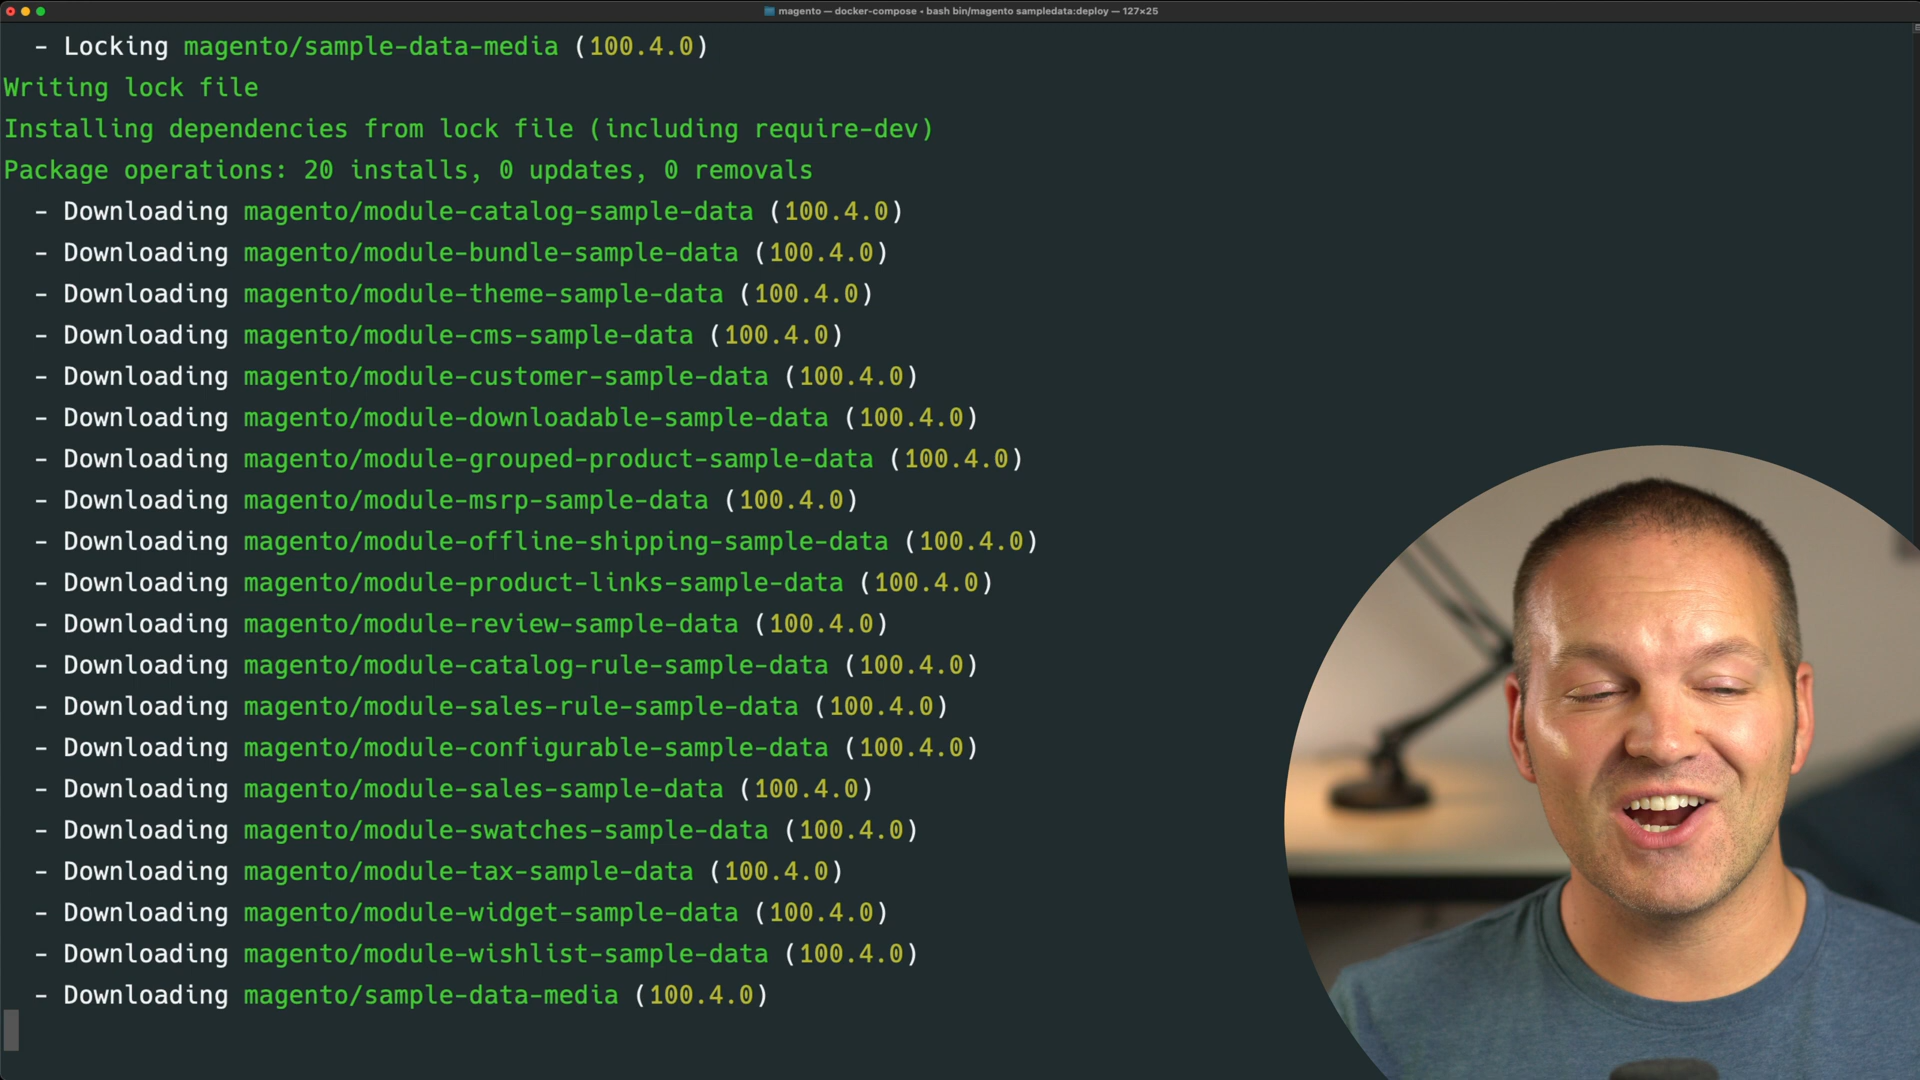 magento — docker-compose • bash bin/magento sampledata:deploy — 127×25
- Locking magento/sample-data-media (100.4.0)
Writing lock file
Installing dependencies from lock file (including require-dev)
Package operations: 20 installs, 0 updates, 0 removals
- Downloading magento/module-catalog-sample-data (100.4.0)
- Downloading magento/module-bundle-sample-data (100.4.0)
- Downloading magento/module-theme-sample-data (100.4.0)
- Downloading magento/module-cms-sample-data (100.4.0)
- Downloading magento/module-customer-sample-data (100.4.0)
- Downloading magento/module-downloadable-sample-data (100.4.0)
- Downloading magento/module-grouped-product-sample-data (100.4.0)
- Downloading magento/module-msrp-sample-data (100.4.0)
- Downloading magento/module-offline-shipping-sample-data (100.4.0)
- Downloading magento/module-product-links-sample-data (100.4.0)
- Downloading magento/module-review-sample-data (100.4.0)
- Downloading magento/module-catalog-rule-sample-data (100.4.0)
- Downloading magento/module-sales-rule-sample-data (100.4.0)
- Downloading magento/module-configurable-sample-data (100.4.0)
- Downloading magento/module-sales-sample-data (100.4.0)
- Downloading magento/module-swatches-sample-data (100.4.0)
- Downloading magento/module-tax-sample-data (100.4.0)
- Downloading magento/module-widget-sample-data (100.4.0)
- Downloading magento/module-wishlist-sample-data (100.4.0)
- Downloading magento/sample-data-media (100.4.0)